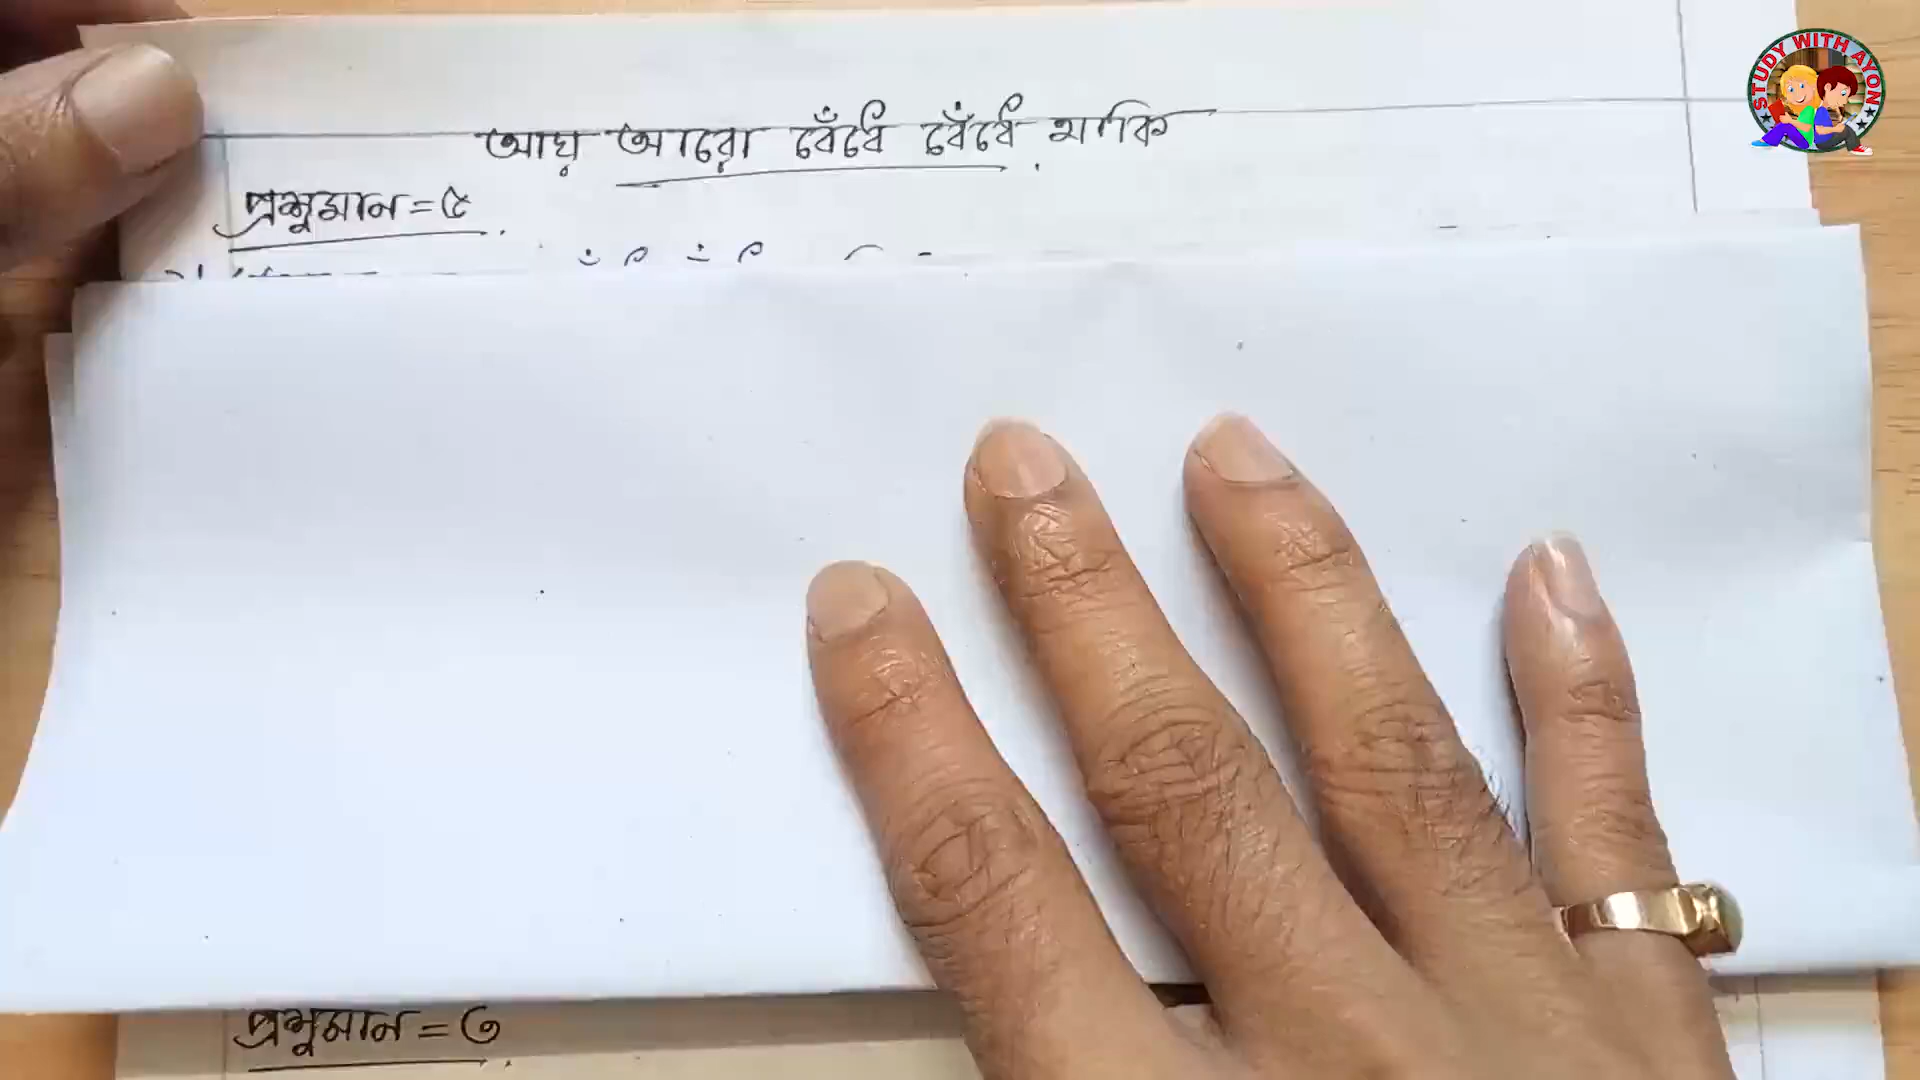 STUDY WITH AYON
আয় আরো বেঁধে বেঁধে থাকি
প্রশ্নমান = ৫
প্রশ্নমান = ৩